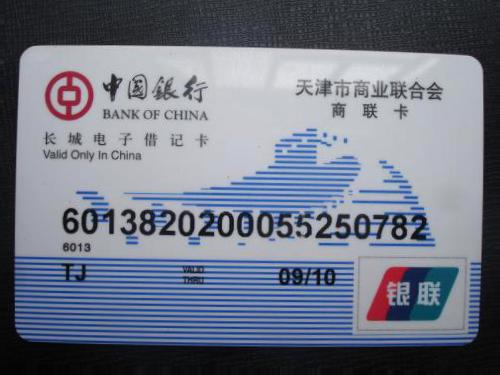 中国银行
BANK OF CHINA
天津市商业联合会
商联卡
长城电子借记卡
Valid Only In China
6013820200055250782
6013
TJ
VALID THRU
09/10
银联